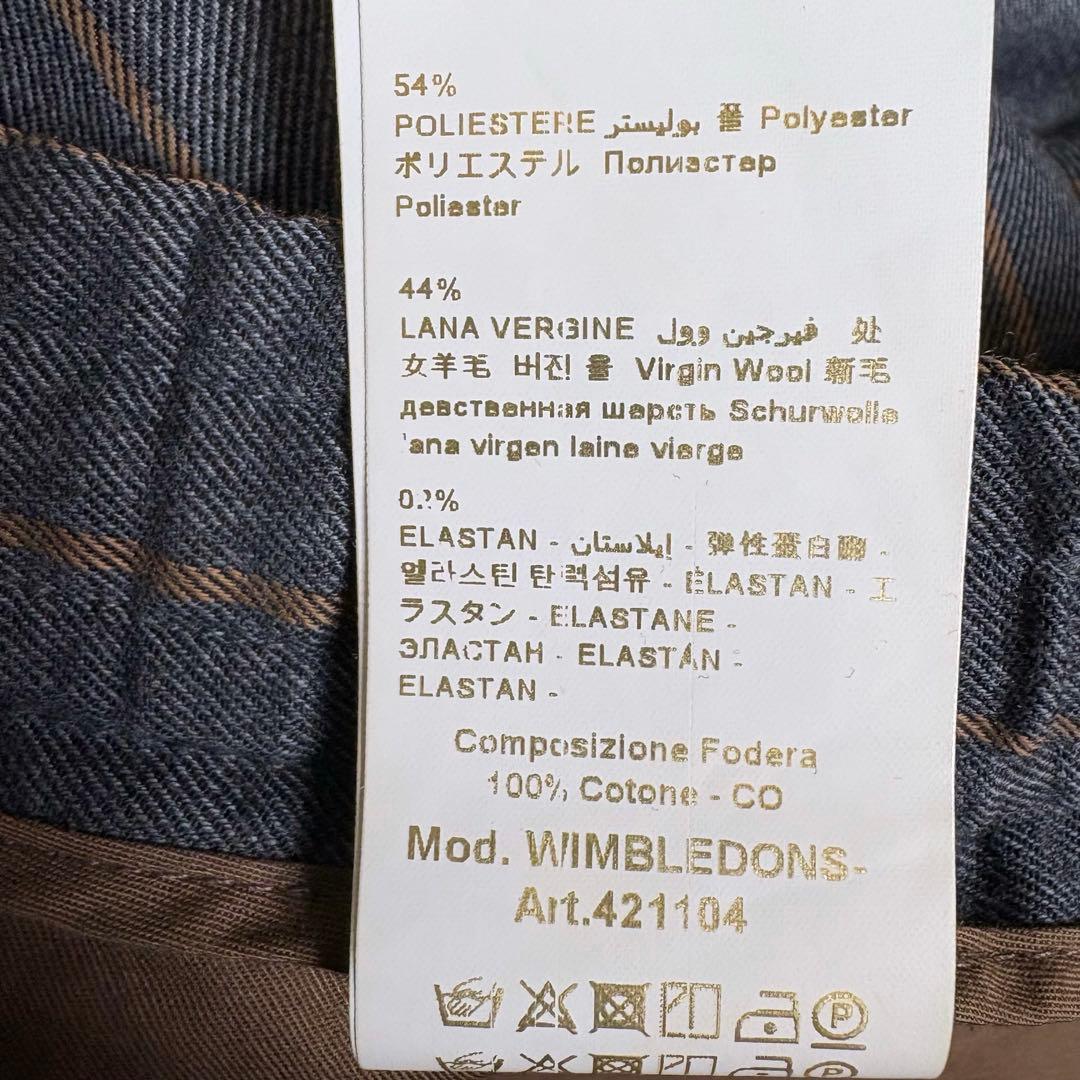 54%
POLIESTERE بوليستر 폴 Polyester
ポリエステル Полиэстер
Poliester
44%
LANA VERGINE فيرجين وول 处
女羊毛 버진 울 Virgin Wool 新毛
девственная шерсть Schurwolle
lana virgen laine vierge
ELASTAN - إيلاستان - 弹性蛋白酶 -
엘라스틴 탄력섬유 - ELASTAN - エ
ラスタン - ELASTANE -
ЭЛАСТАН - ELASTÁN -
ELASTAN -
Composizione Fodera
100% Cotone - CO
Mod. WIMBLEDONS-
Art.421104
P